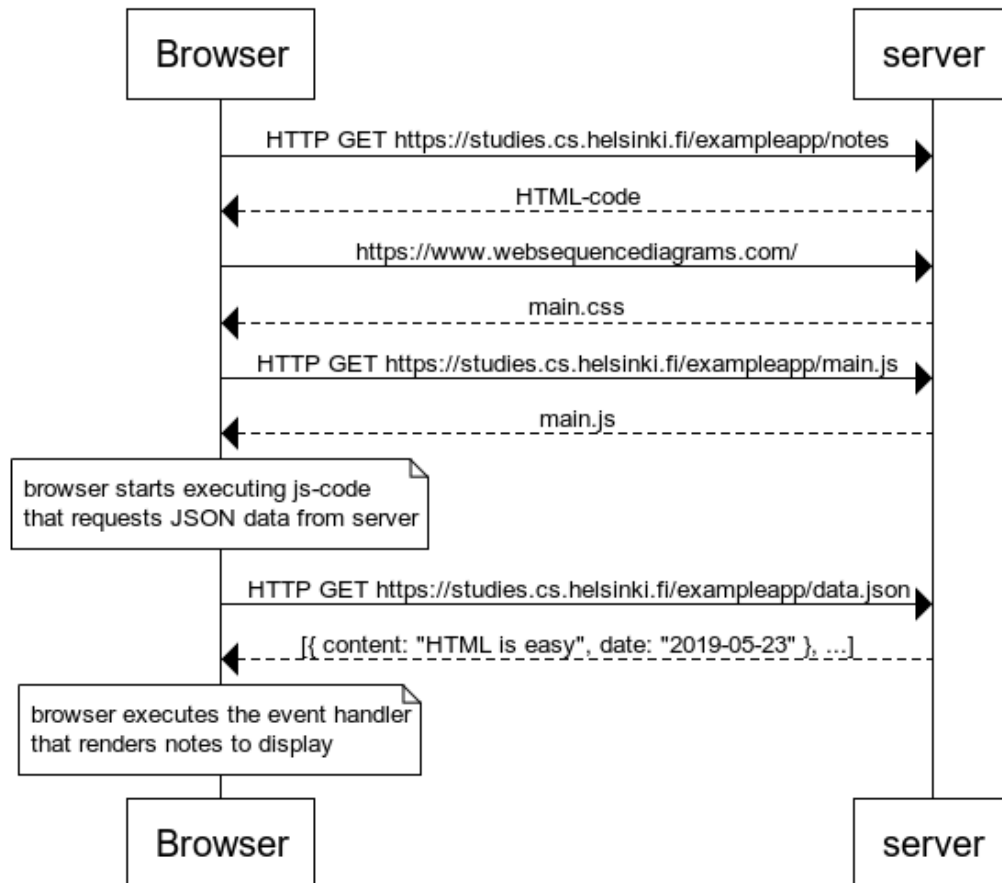 Browser
server
HTTP GET https://studies.cs.helsinki.fi/exampleapp/notes
HTML-code
https://www.websequencediagrams.com/
main.css
HTTP GET https://studies.cs.helsinki.fi/exampleapp/main.js
main.js
browser starts executing js-code
that requests JSON data from server
HTTP GET https://studies.cs.helsinki.fi/exampleapp/data.json
[{ content: "HTML is easy", date: "2019-05-23" }, ...]
browser executes the event handler
that renders notes to display
Browser
server